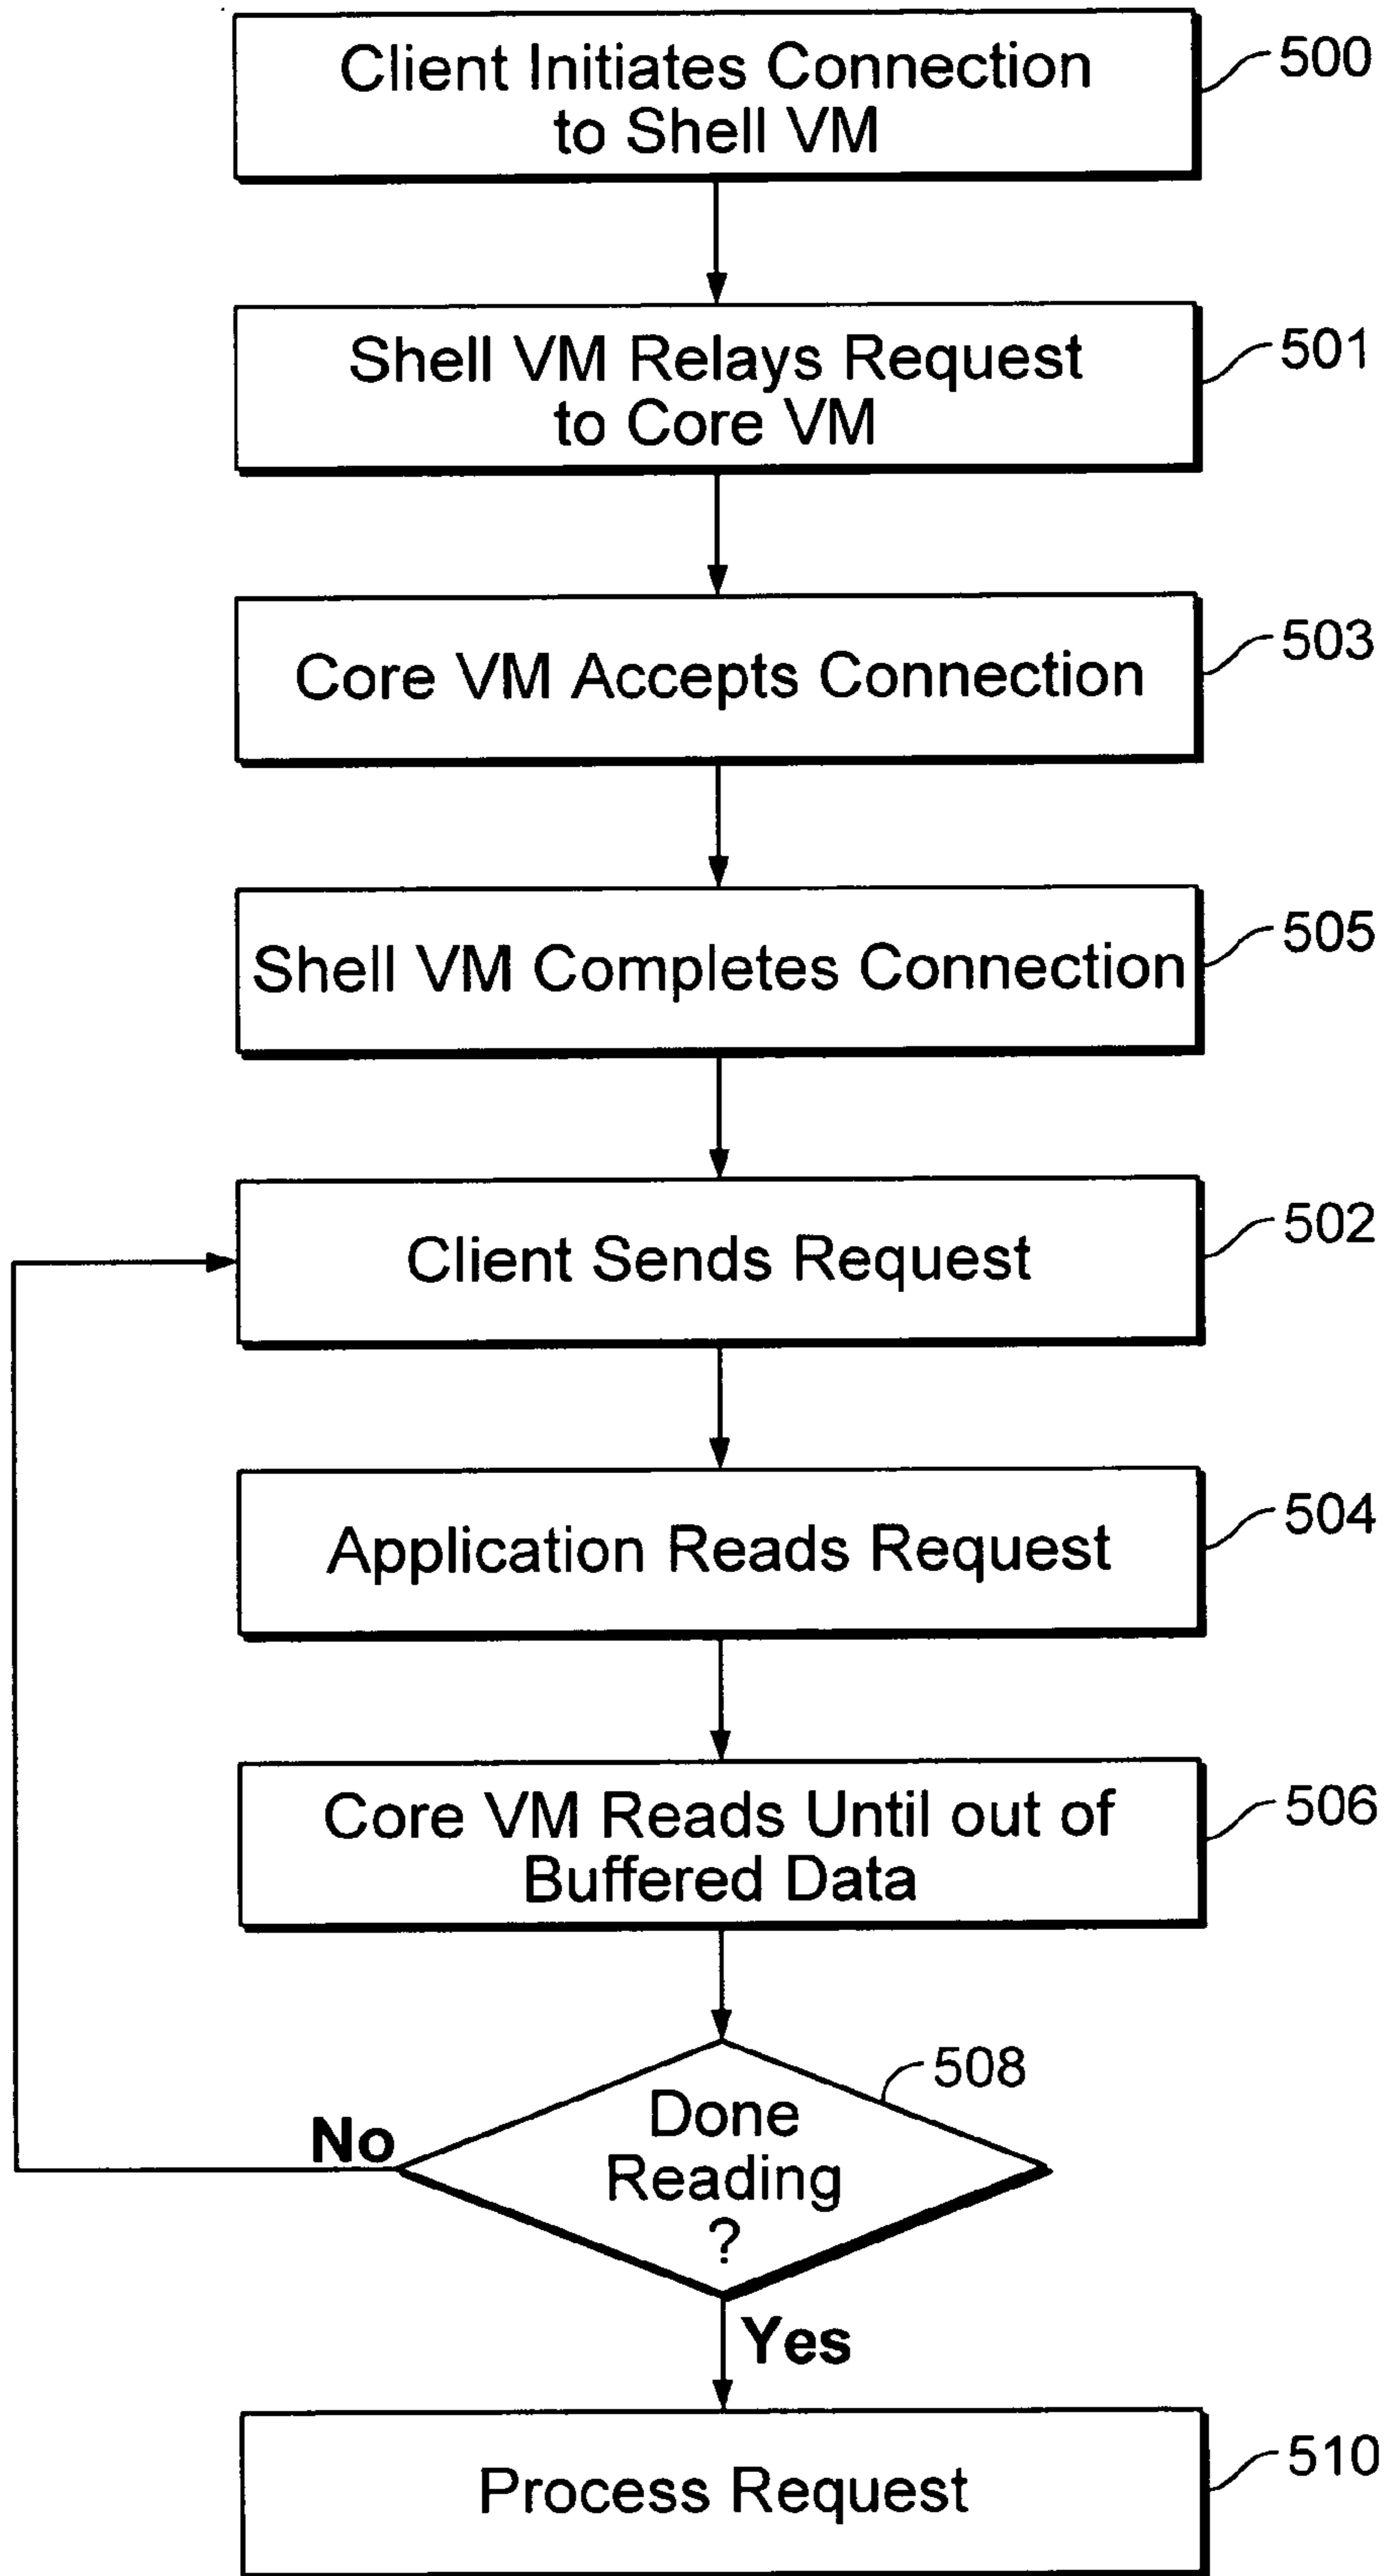 Client Initiates Connection
to Shell VM
500
Shell VM Relays Request
to Core VM
501
Core VM Accepts Connection
503
Shell VM Completes Connection
505
Client Sends Request
502
Application Reads Request
504
Core VM Reads Until out of
Buffered Data
506
508
Done
Reading
?
No
Yes
Process Request
510